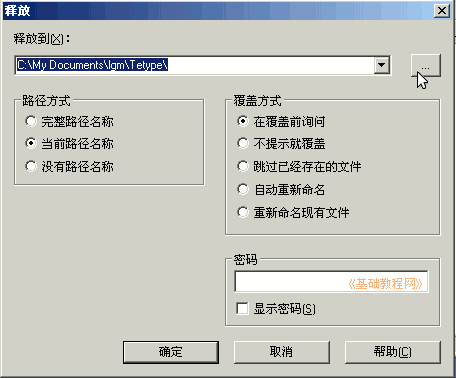 释放
释放到(X)：
C:\My Documents\lgm\Tetype\
...
路径方式
完整路径名称
当前路径名称
没有路径名称
覆盖方式
在覆盖前询问
不提示就覆盖
跳过已经存在的文件
自动重新命名
重新命名现有文件
密码
《基础教程网》
显示密码(S)
确定
取消
帮助(C)